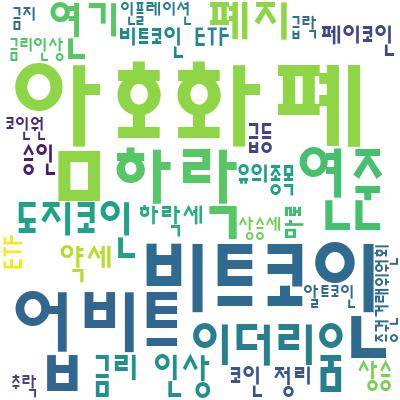 금지
연기
인플레이션
폐지
급락
금리인상
비트코인 ETF
페이코인
암호화폐
코인원
승인
급등
하락
유의종목
연준
도지코인
하락세
상승세
ETF
약세
비트코인
알트코인
증권거래위원회
업비트
이더리움
금리 인상
코인 정리
상승
추락